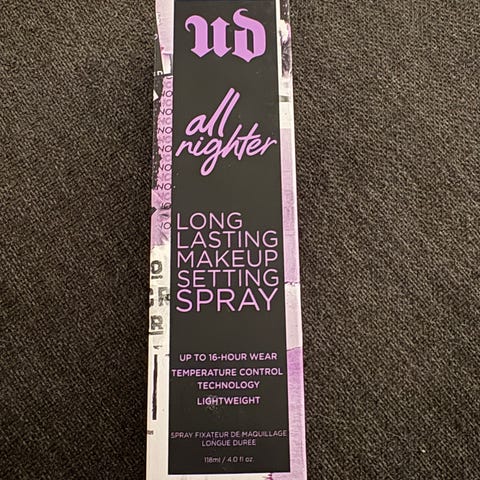 UD
all
nighter
LONG
LASTING
MAKEUP
SETTING
SPRAY
UP TO 16-HOUR WEAR
TEMPERATURE CONTROL
TECHNOLOGY
LIGHTWEIGHT
SPRAY FIXATEUR DE MAQUILLAGE
LONGUE DURÉE
118ml / 4.0 fl oz.